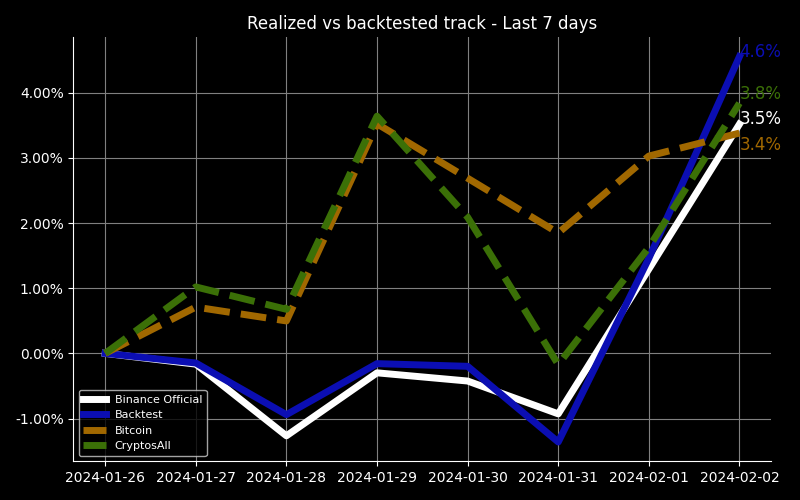 Realized vs backtested track - Last 7 days
4.6%
4.00%
3.8%
3.5%
3.4%
3.00%
2.00%
1.00%
0.00%
-1.00%
Binance Official
Backtest
Bitcoin
CryptosAll
2024-01-26 2024-01-27 2024-01-28 2024-01-29 2024-01-30 2024-01-31 2024-02-01 2024-02-02